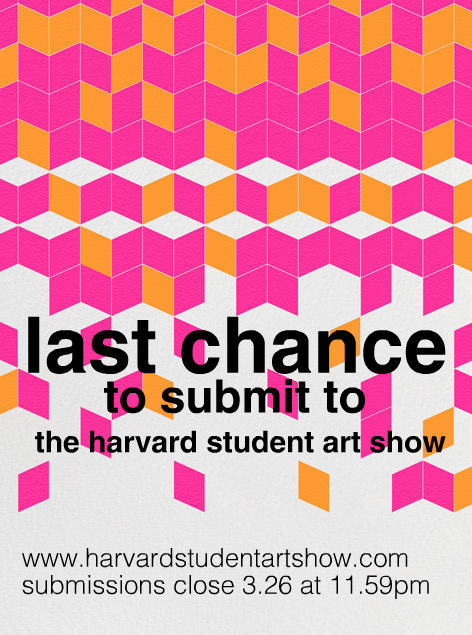 last chance
to submit to
the harvard student art show
www.harvardstudentartshow.com
submissions close 3.26 at 11.59pm